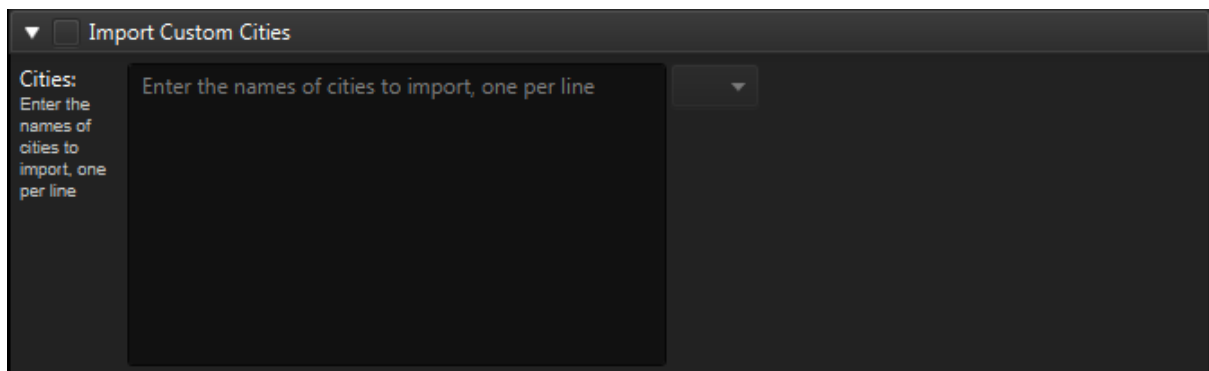 Import Custom Cities
Cities:
Enter the
names of
cities to
import, one
per line
Enter the names of cities to import, one per line